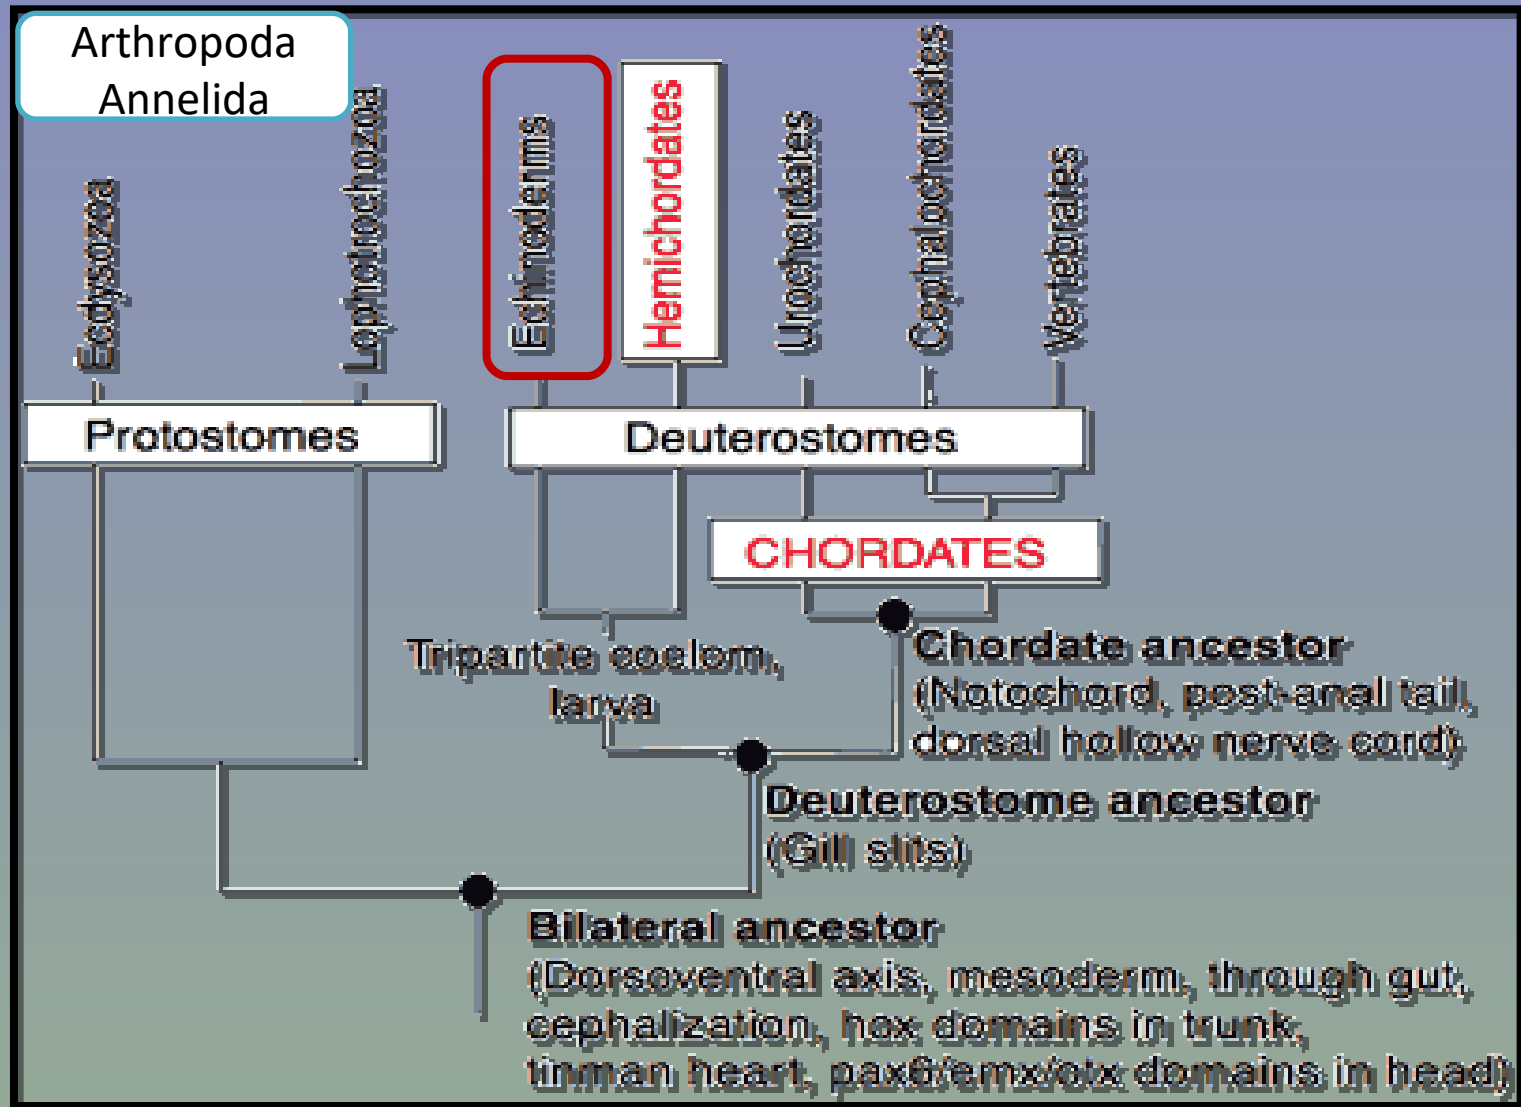 Arthropoda
Annelida
Ecdysozoa
Lophotrochozoa
Echinoderms
Hemichordates
Urochordates
Cephalochordates
Vertebrates
Protostomes
Deuterostomes
CHORDATES
Tripartite coelom,
larva
Chordate ancestor
(Notochord, post-anal tail,
dorsal hollow nerve cord)
Deuterostome ancestor
(Gill slits)
Bilateral ancestor
(Dorsoventral axis, mesoderm, through gut,
cephalization, hox domains in trunk,
tinman heart, pax6/emx/otx domains in head)